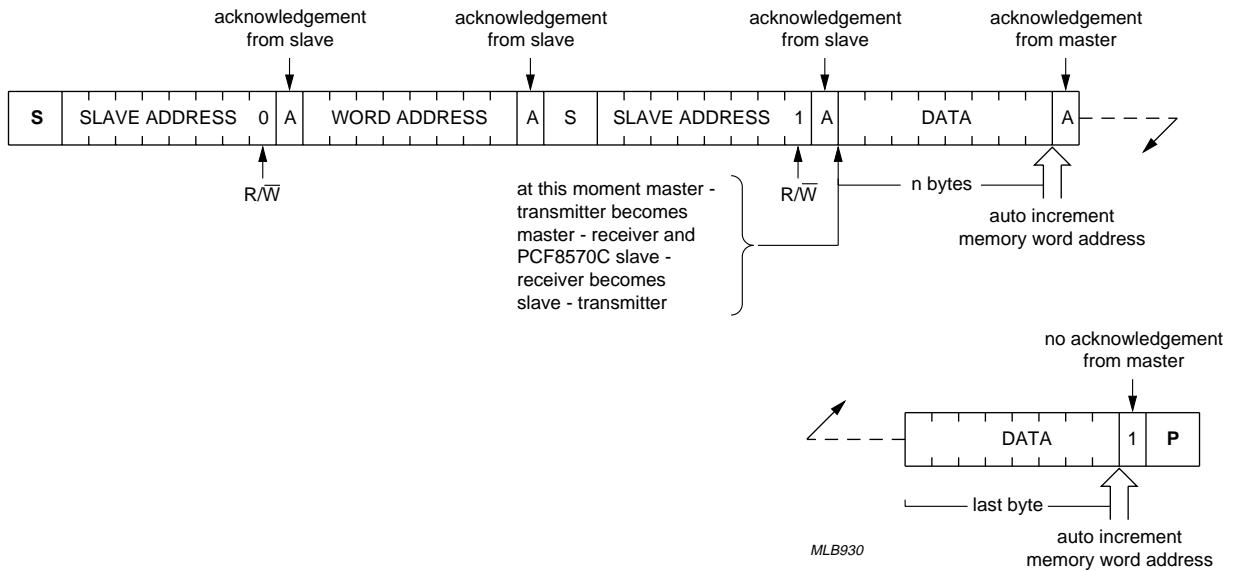 acknowledgement
from slave
acknowledgement
from slave
acknowledgement
from slave
acknowledgement
from master
S SLAVE ADDRESS 0 A WORD ADDRESS A S SLAVE ADDRESS 1 A DATA A
R/W̅
R/W̅
n bytes
at this moment master -
transmitter becomes
master - receiver and
PCF8570C slave -
receiver becomes
slave - transmitter
auto increment
memory word address
no acknowledgement
from master
DATA 1 P
last byte
auto increment
memory word address
MLB930